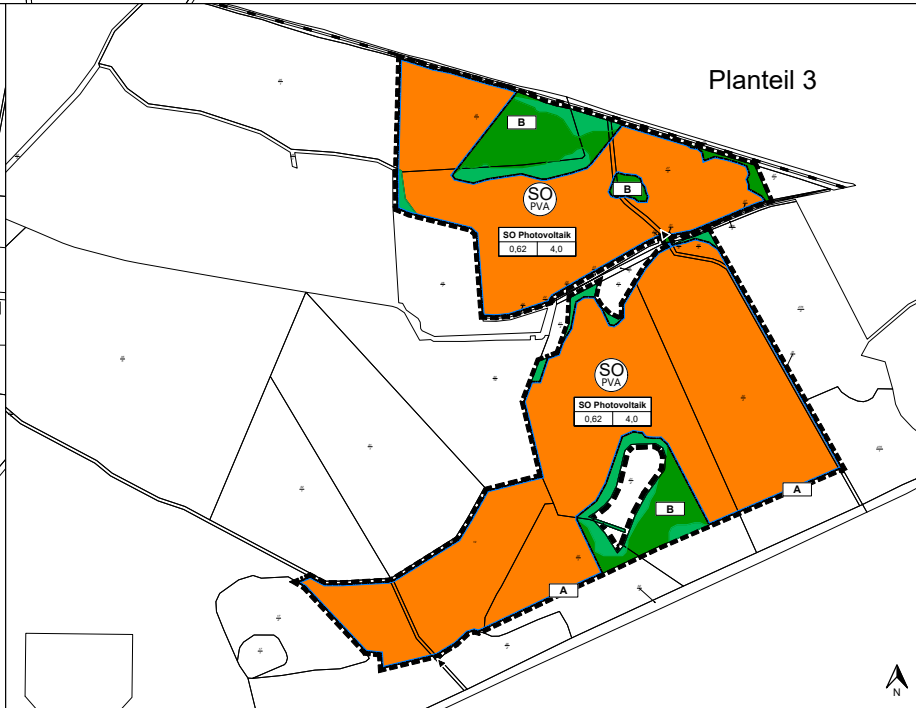 Planteil 3
B
B
SO
PVA
SO Photovoltaik
0,62 4,0
SO
PVA
SO Photovoltaik
0,62 4,0
A
B
A
N